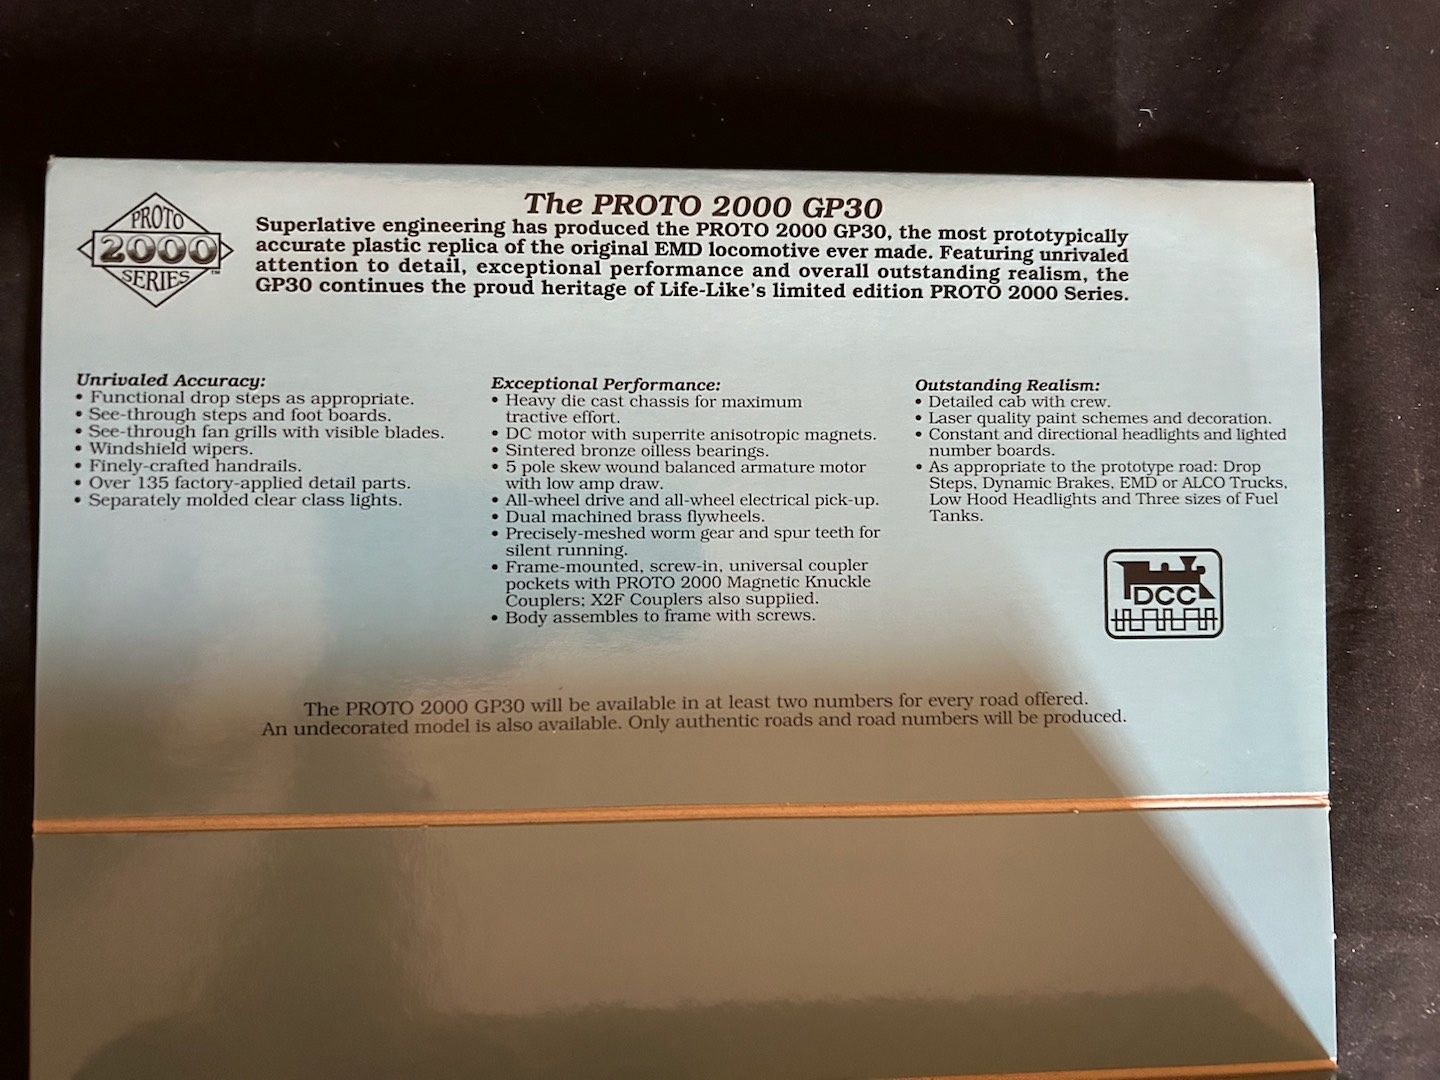 PROTO
2000
SERIES™
The PROTO 2000 GP30
Superlative engineering has produced the PROTO 2000 GP30, the most prototypically
accurate plastic replica of the original EMD locomotive ever made. Featuring unrivaled
attention to detail, exceptional performance and overall outstanding realism, the
GP30 continues the proud heritage of Life-Like's limited edition PROTO 2000 Series.
Unrivaled Accuracy:
• Functional drop steps as appropriate.
• See-through steps and foot boards.
• See-through fan grills with visible blades.
• Windshield wipers.
• Finely-crafted handrails.
• Over 135 factory-applied detail parts.
• Separately molded clear class lights.
Exceptional Performance:
• Heavy die cast chassis for maximum
tractive effort.
• DC motor with superrite anisotropic magnets.
• Sintered bronze oilless bearings.
• 5 pole skew wound balanced armature motor
with low amp draw.
• All-wheel drive and all-wheel electrical pick-up.
• Dual machined brass flywheels.
• Precisely-meshed worm gear and spur teeth for
silent running.
• Frame-mounted, screw-in, universal coupler
pockets with PROTO 2000 Magnetic Knuckle
Couplers; X2F Couplers also supplied.
• Body assembles to frame with screws.
Outstanding Realism:
• Detailed cab with crew.
• Laser quality paint schemes and decoration.
• Constant and directional headlights and lighted
number boards.
• As appropriate to the prototype road: Drop
Steps, Dynamic Brakes, EMD or ALCO Trucks,
Low Hood Headlights and Three sizes of Fuel
Tanks.
DCC
The PROTO 2000 GP30 will be available in at least two numbers for every road offered.
An undecorated model is also available. Only authentic roads and road numbers will be produced.